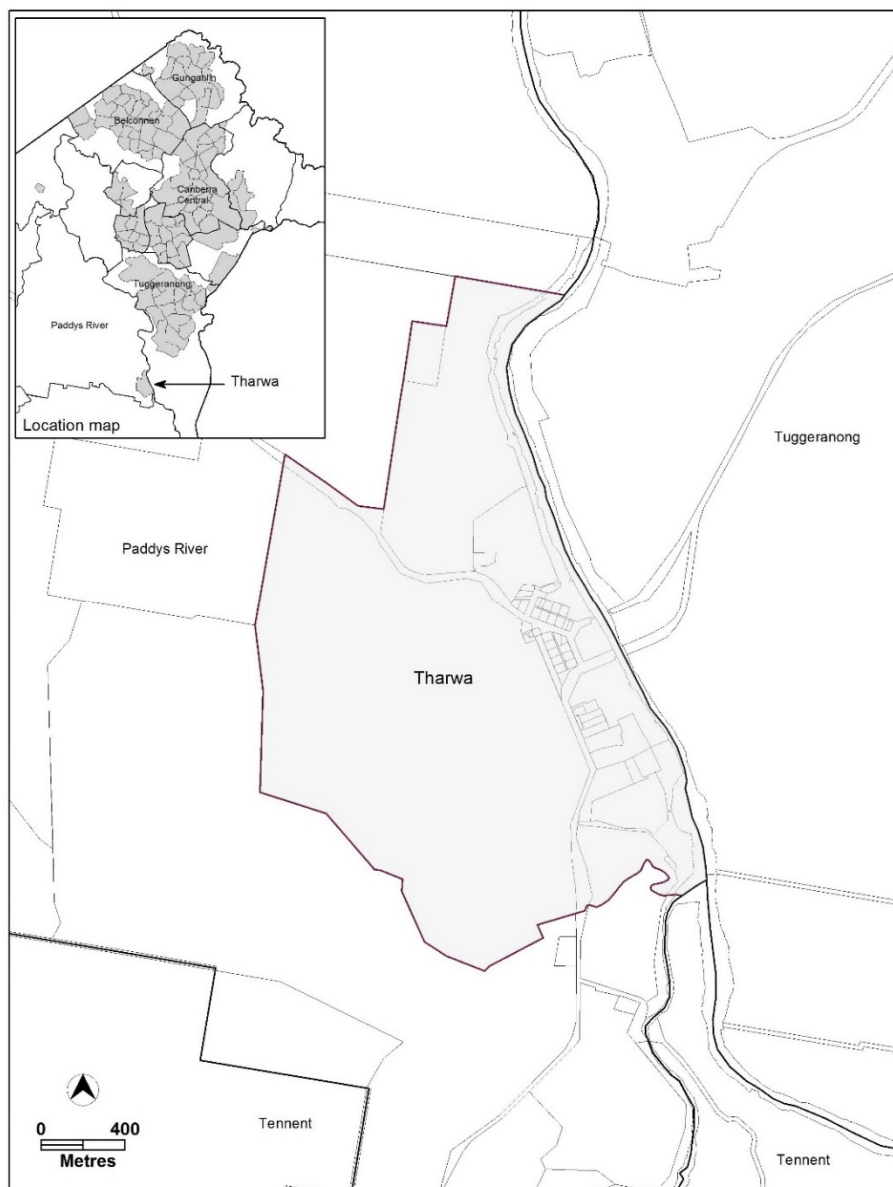 Gungahlin
Belconnen
Canberra
Central
Tuggeranong
Paddys River
Tharwa
Location map
Tuggeranong
Paddys River
Tharwa
0 400
Metres
Tennent
Tennent